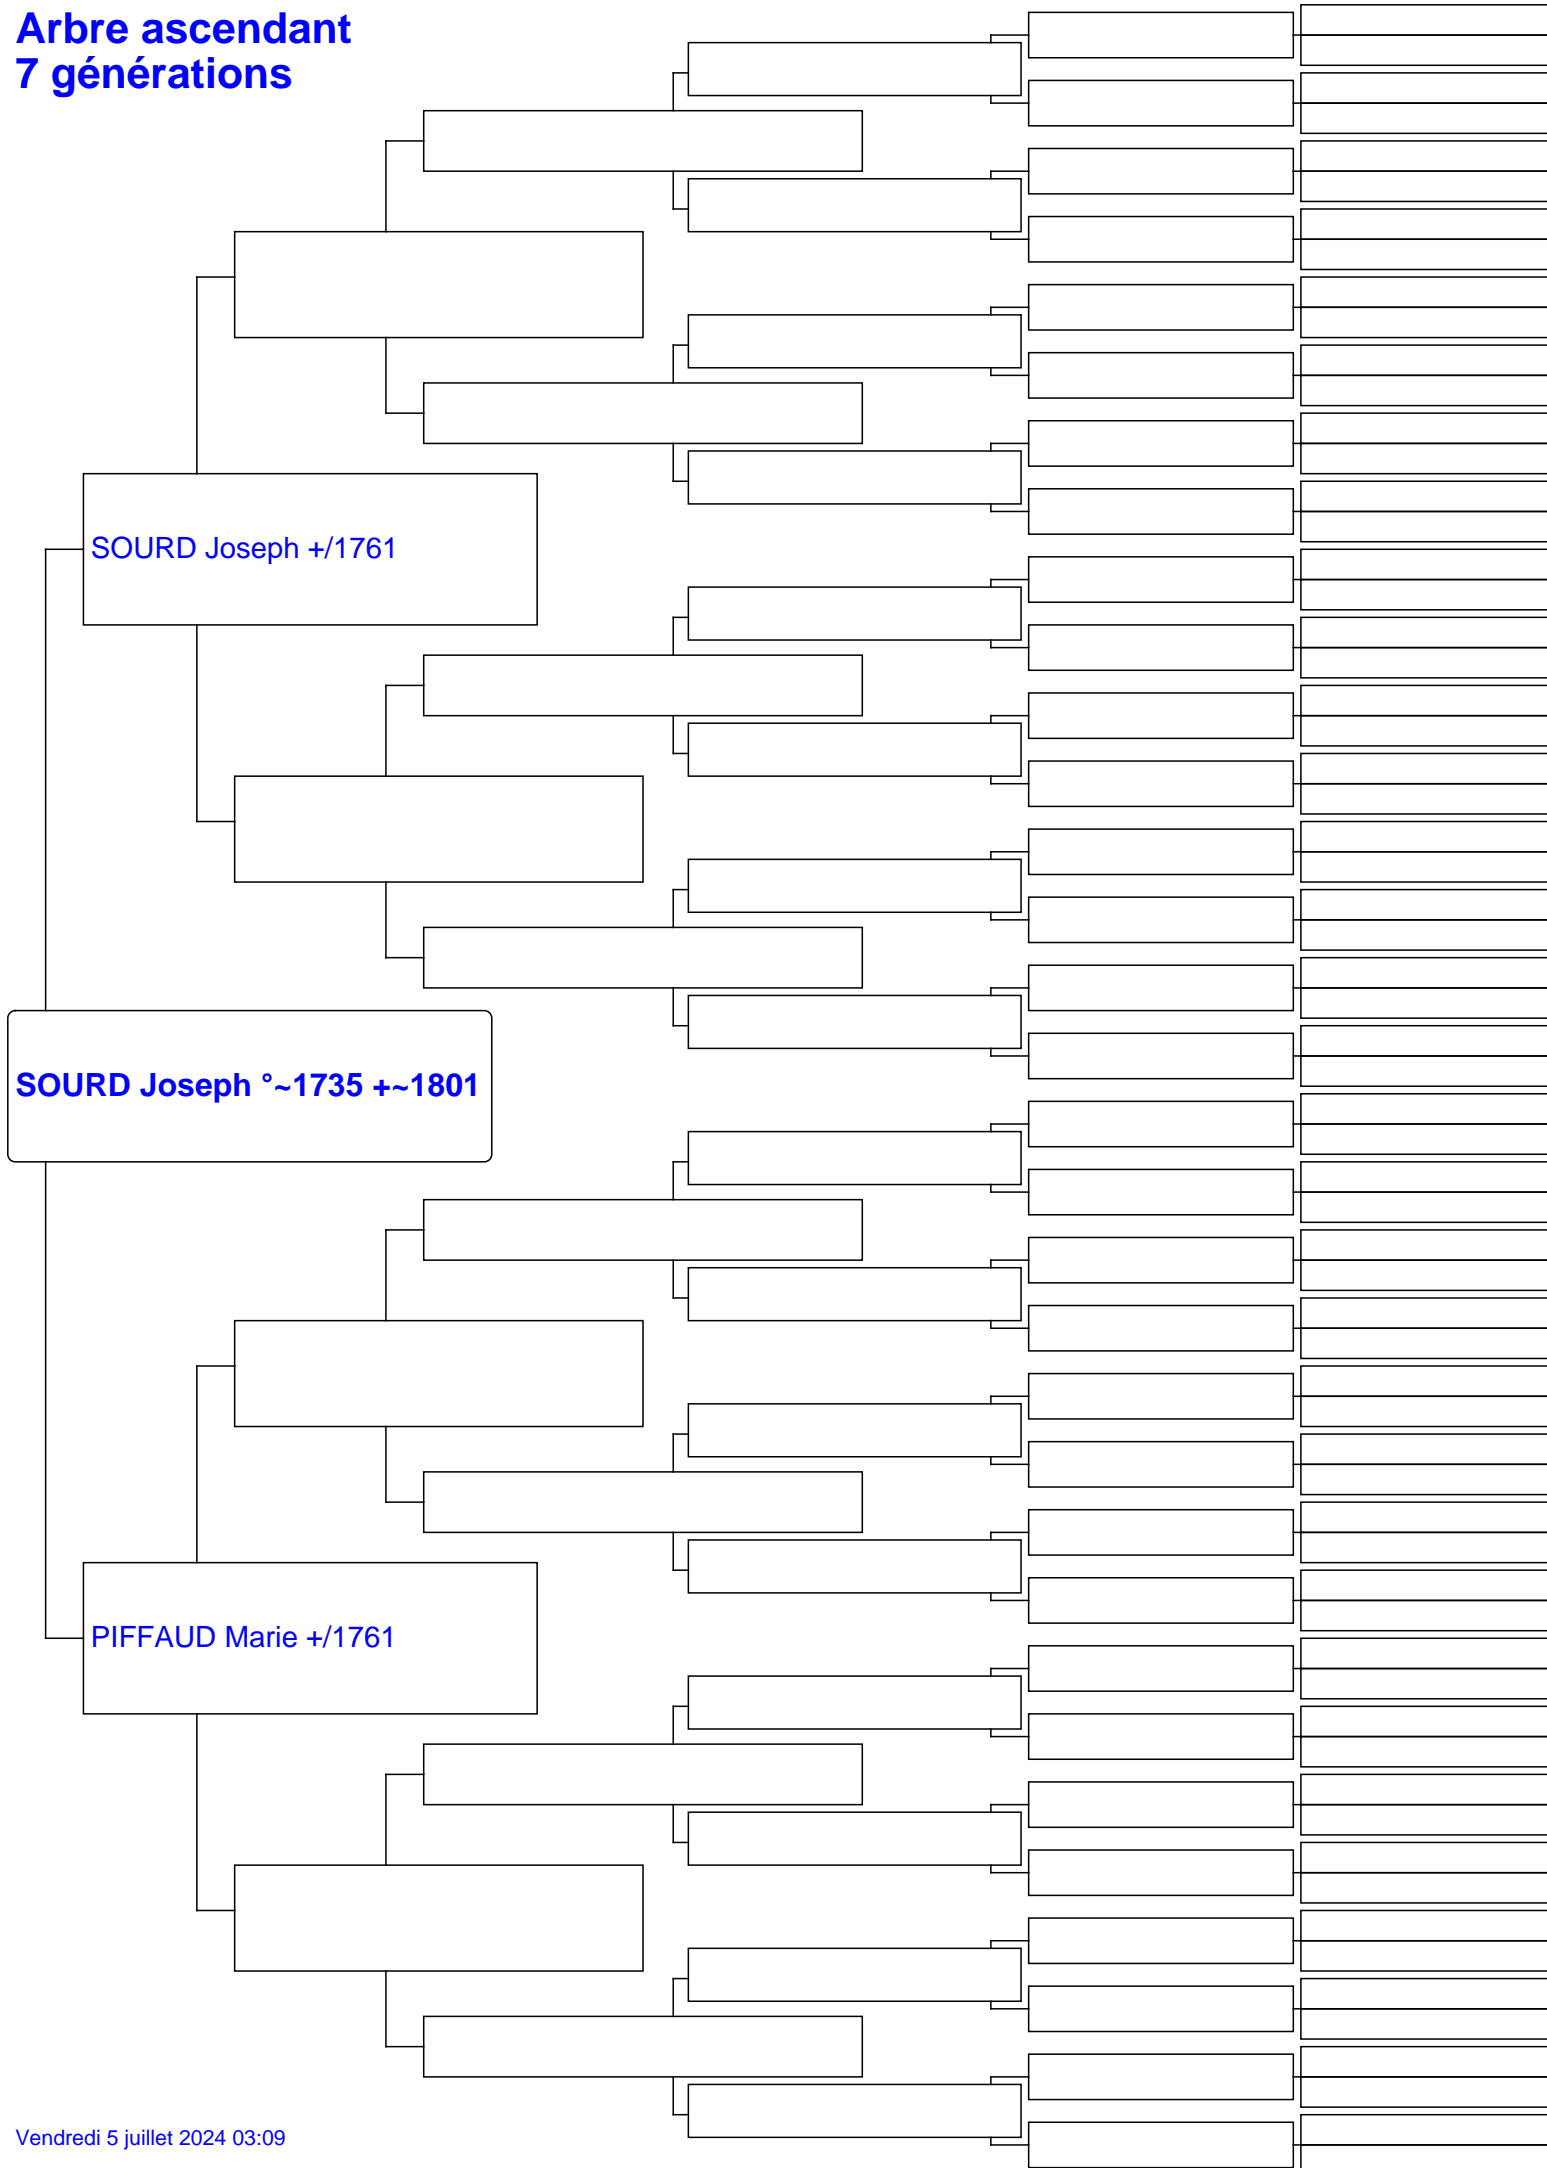 Arbre ascendant
7 générations
SOURD Joseph +/1761
SOURD Joseph °~1735 +~1801
PIFFAUD Marie +/1761
Vendredi 5 juillet 2024 03:09